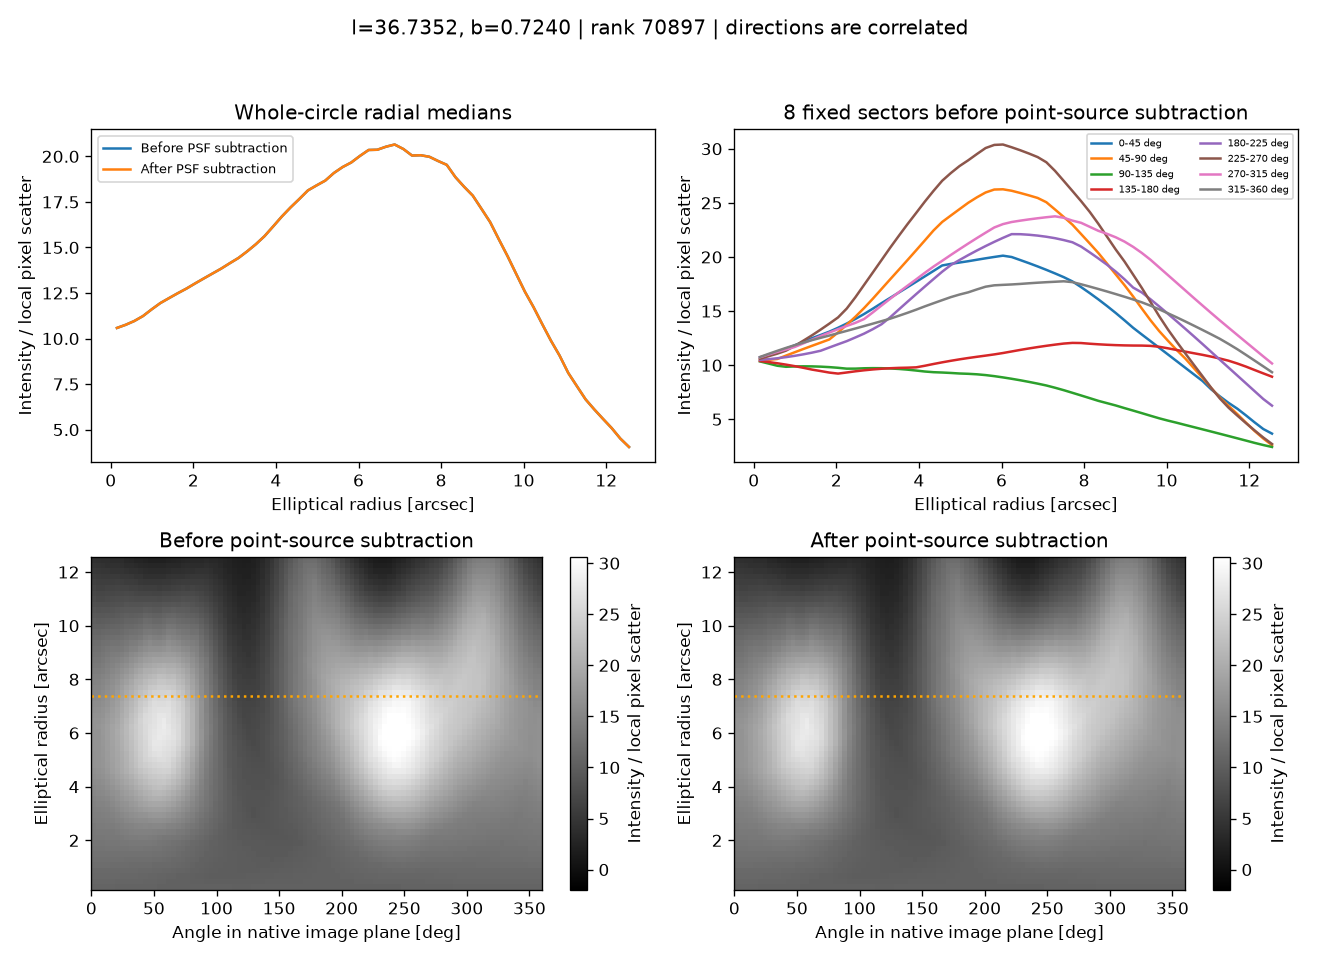 l=36.7352, b=0.7240 | rank 70897 | directions are correlated
Whole-circle radial medians
Before PSF subtraction
After PSF subtraction
Intensity / local pixel scatter
20.0
17.5
15.0
12.5
10.0
7.5
5.0
0 2 4 6 8 10 12
Elliptical radius [arcsec]
8 fixed sectors before point-source subtraction
0-45 deg
45-90 deg
90-135 deg
135-180 deg
180-225 deg
225-270 deg
270-315 deg
315-360 deg
Intensity / local pixel scatter
30
25
20
15
10
5
0 2 4 6 8 10 12
Elliptical radius [arcsec]
Before point-source subtraction
Elliptical radius [arcsec]
12
10
8
6
4
2
0 50 100 150 200 250 300 350
Angle in native image plane [deg]
30
25
20
15
10
5
0
Intensity / local pixel scatter
After point-source subtraction
Elliptical radius [arcsec]
12
10
8
6
4
2
0 50 100 150 200 250 300 350
Angle in native image plane [deg]
30
25
20
15
10
5
0
Intensity / local pixel scatter